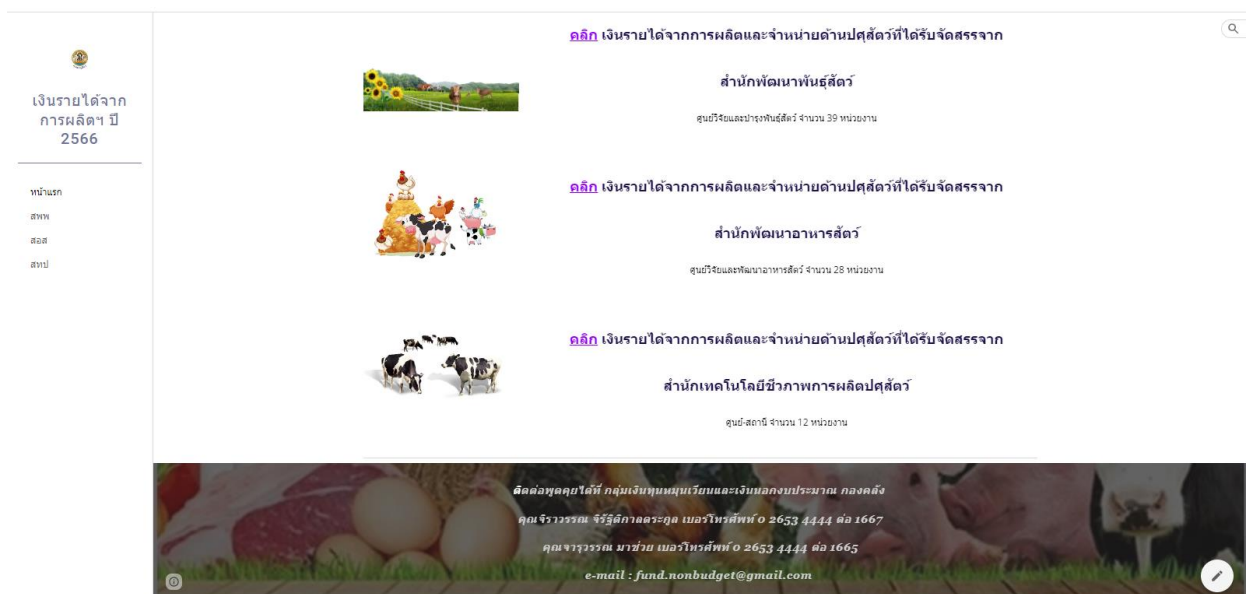 เงินรายได้จาก
การผลิตฯ ปี
2566
หน้าแรก
สพพ
สอส
สทป
คลิก เงินรายได้จากการผลิตและจำหน่ายด้านปศุสัตว์ที่ได้รับจัดสรรจาก
สำนักพัฒนาพันธุ์สัตว์
ศูนย์วิจัยและบำรุงพันธุ์สัตว์ จำนวน 39 หน่วยงาน
คลิก เงินรายได้จากการผลิตและจำหน่ายด้านปศุสัตว์ที่ได้รับจัดสรรจาก
สำนักพัฒนาอาหารสัตว์
ศูนย์วิจัยและพัฒนาอาหารสัตว์ จำนวน 28 หน่วยงาน
คลิก เงินรายได้จากการผลิตและจำหน่ายด้านปศุสัตว์ที่ได้รับจัดสรรจาก
สำนักเทคโนโลยีชีวภาพการผลิตปศุสัตว์
ศูนย์-สถานี จำนวน 12 หน่วยงาน
ติดต่อพูดคุยได้ที่ กลุ่มเงินทุนหมุนเวียนและเงินนอกงบประมาณ กองคลัง
คุณจิราวรรณ จิรัฐิติกาลตระกูล เบอร์โทรศัพท์ 0 2653 4444 ต่อ 1667
คุณจารุวรรณ มาช่วย เบอร์โทรศัพท์ 0 2653 4444 ต่อ 1665
e-mail : fund.nonbudget@gmail.com